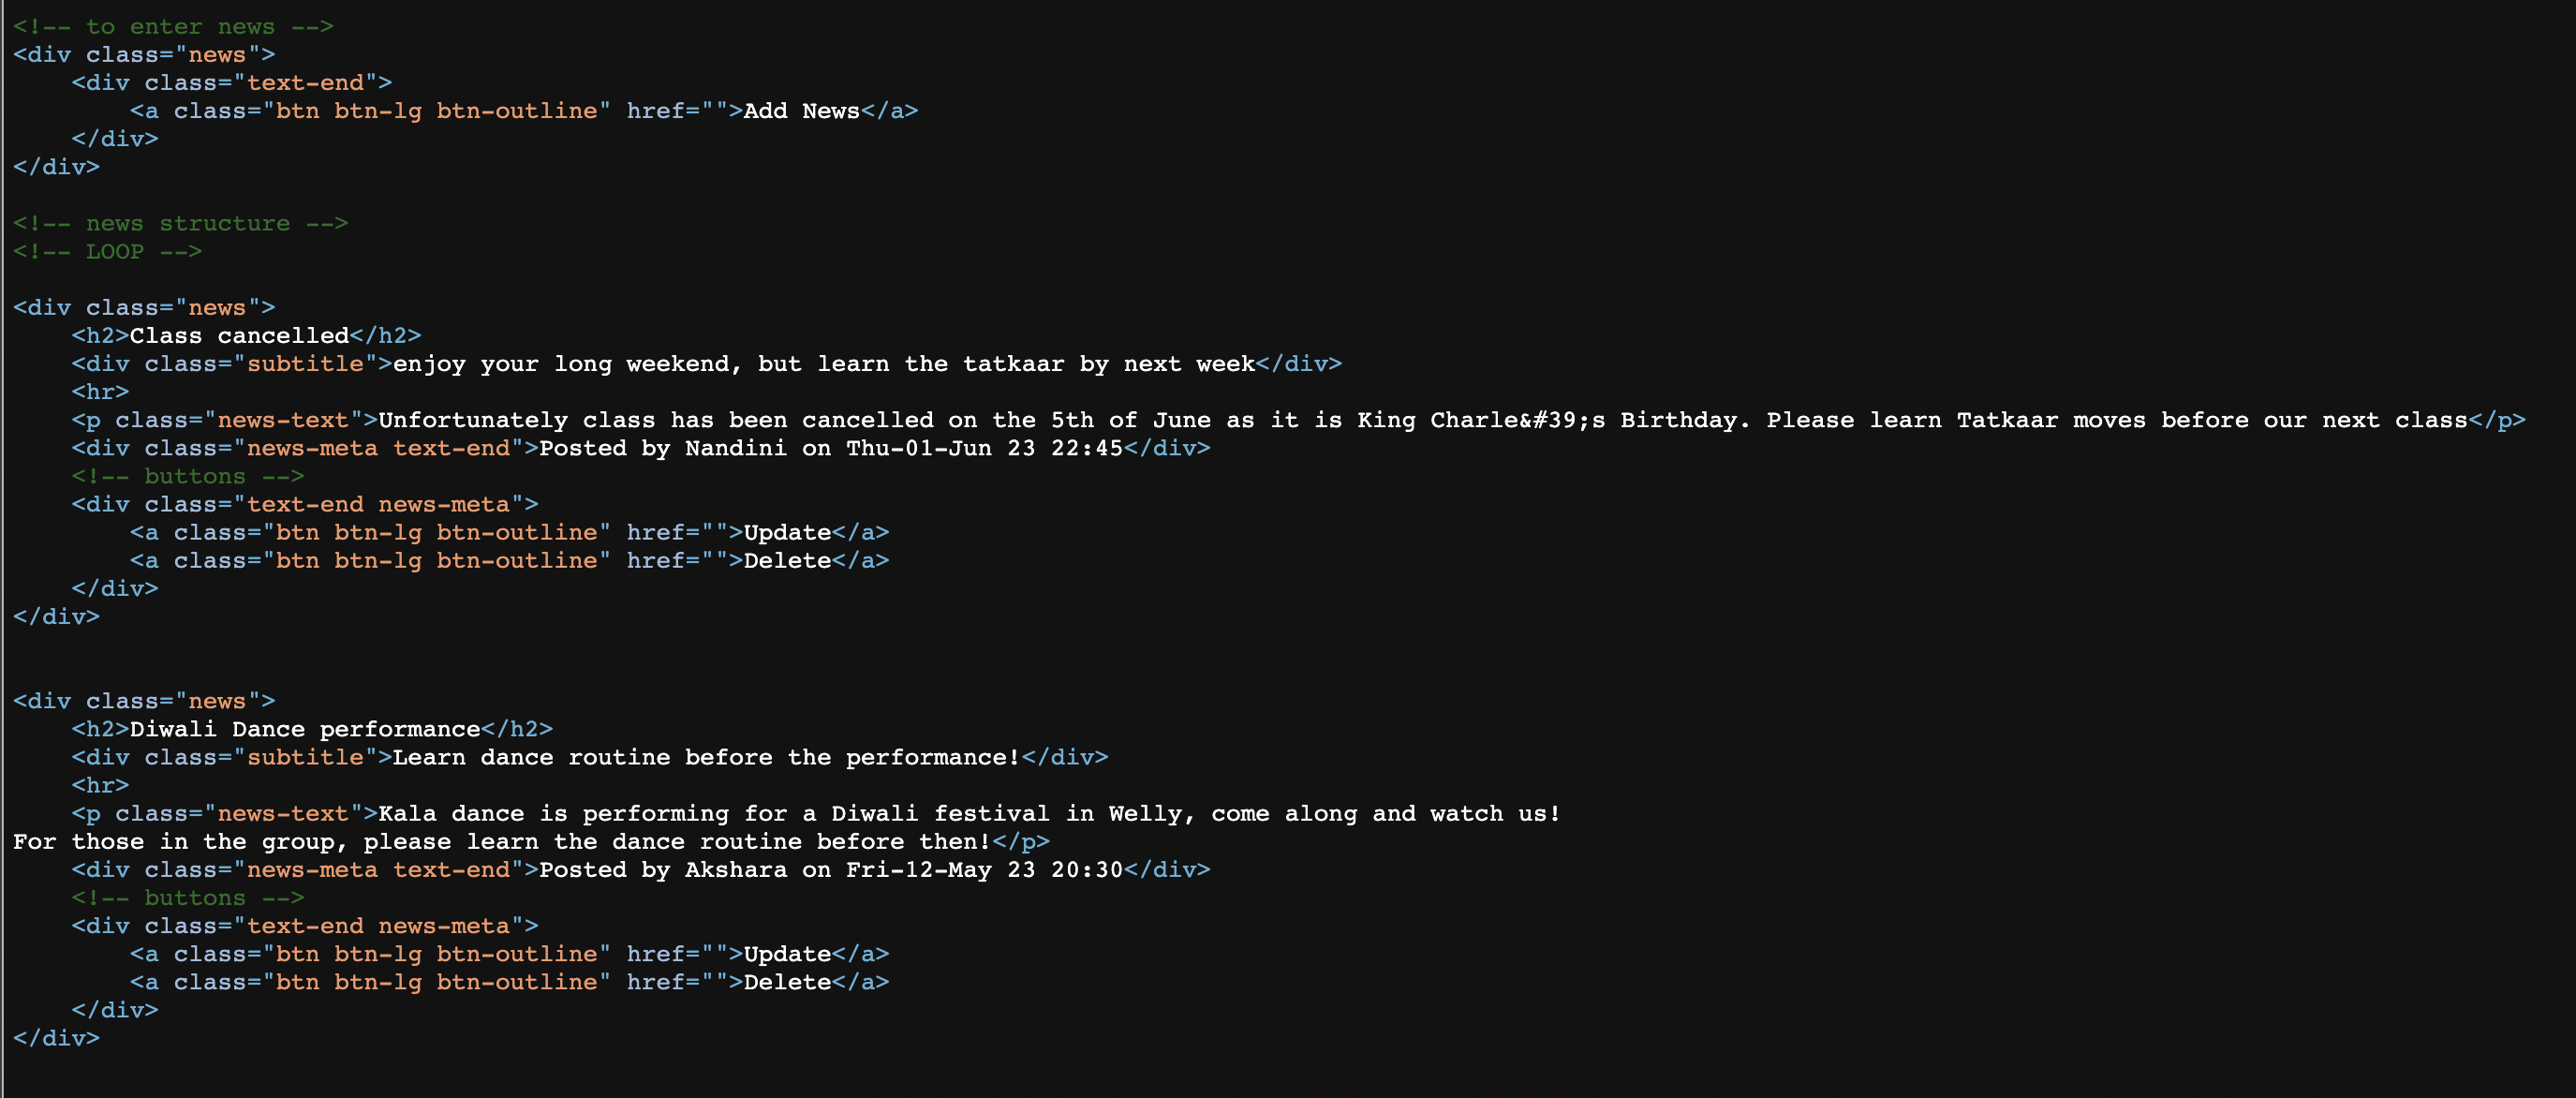 <!-- to enter news -->
<div class="news">
    <div class="text-end">
        <a class="btn btn-lg btn-outline" href="">Add News</a>
    </div>
</div>

<!-- news structure -->
<!-- LOOP -->

<div class="news">
    <h2>Class cancelled</h2>
    <div class="subtitle">enjoy your long weekend, but learn the tatkaar by next week</div>
    <hr>
    <p class="news-text">Unfortunately class has been cancelled on the 5th of June as it is King Charle&#39;s Birthday. Please learn Tatkaar moves before our next class</p>
    <div class="news-meta text-end">Posted by Nandini on Thu-01-Jun 23 22:45</div>
    <!-- buttons -->
    <div class="text-end news-meta">
        <a class="btn btn-lg btn-outline" href="">Update</a>
        <a class="btn btn-lg btn-outline" href="">Delete</a>
    </div>
</div>


<div class="news">
    <h2>Diwali Dance performance</h2>
    <div class="subtitle">Learn dance routine before the performance!</div>
    <hr>
    <p class="news-text">Kala dance is performing for a Diwali festival in Welly, come along and watch us!
For those in the group, please learn the dance routine before then!</p>
    <div class="news-meta text-end">Posted by Akshara on Fri-12-May 23 20:30</div>
    <!-- buttons -->
    <div class="text-end news-meta">
        <a class="btn btn-lg btn-outline" href="">Update</a>
        <a class="btn btn-lg btn-outline" href="">Delete</a>
    </div>
</div>